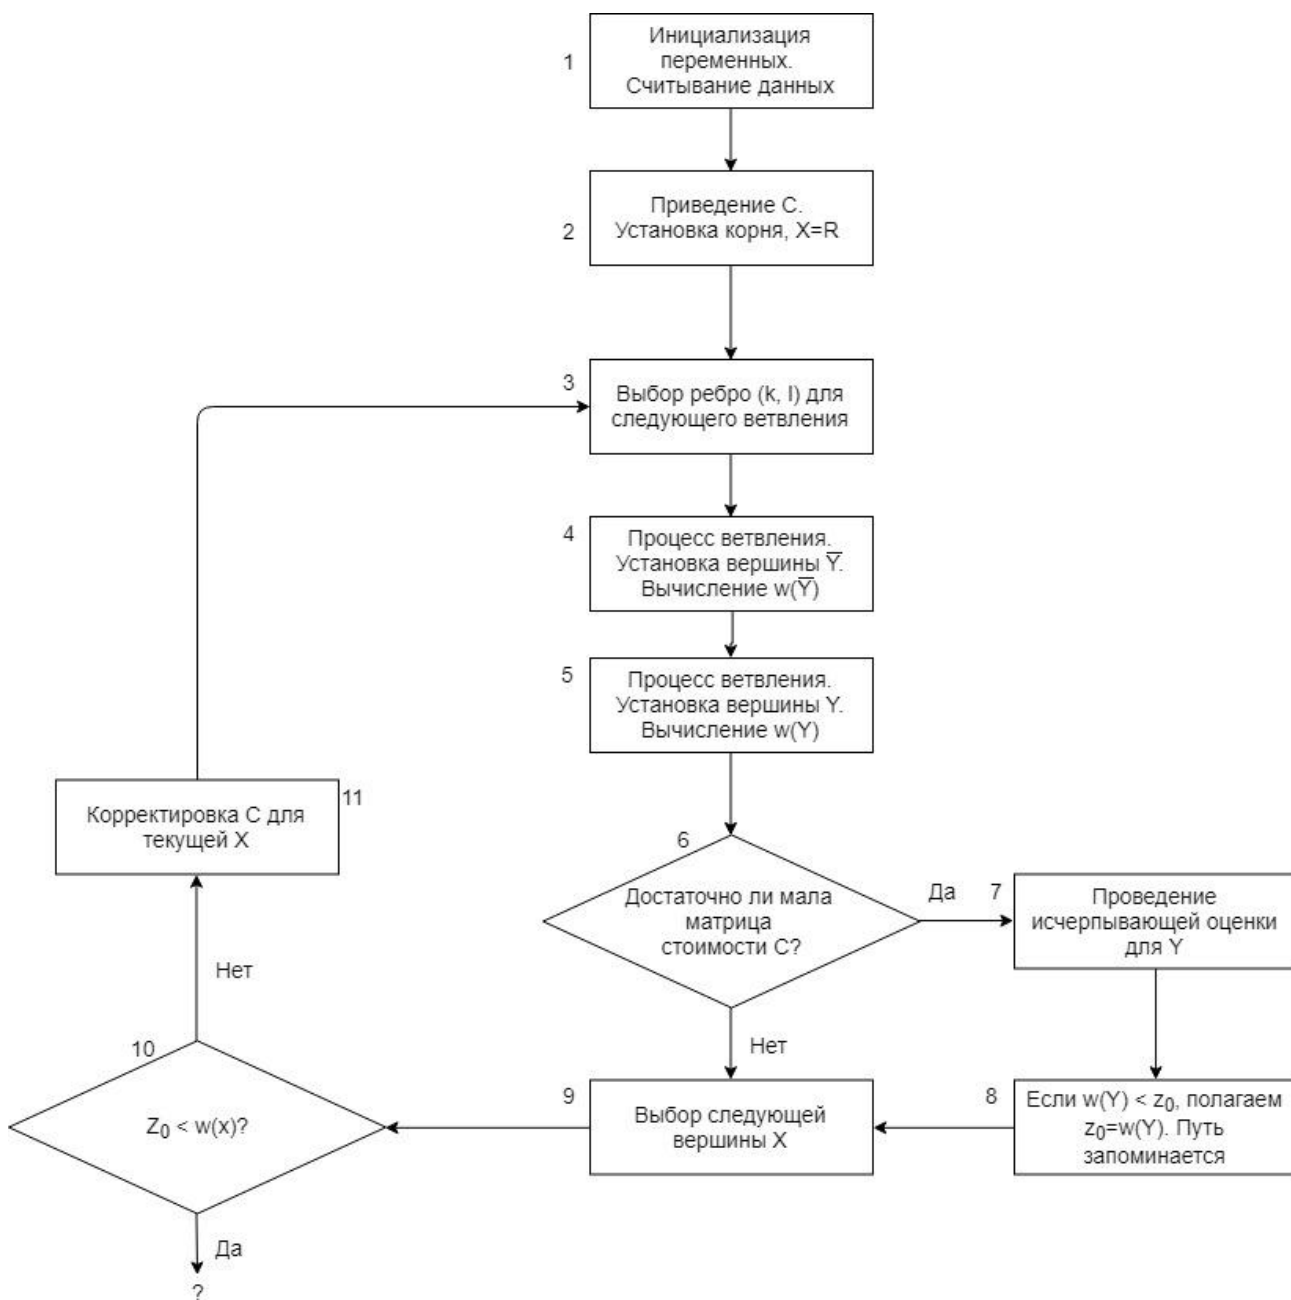 1
Инициализация
переменных.
Считывание данных
2
Приведение C.
Установка корня, X=R
3
Выбор ребро (k, l) для
следующего ветвления
4
Процесс ветвления.
Установка вершины Y̅.
Вычисление w(Y̅)
5
Процесс ветвления.
Установка вершины Y.
Вычисление w(Y)
11
Корректировка C для
текущей X
6
Достаточно ли мала
матрица
стоимости C?
Да
7
Проведение
исчерпывающей оценки
для Y
Нет
Нет
10
Z₀ < w(x)?
9
Выбор следующей
вершины X
8
Если w(Y) < z₀, полагаем
z₀=w(Y). Путь
запоминается
Да
?